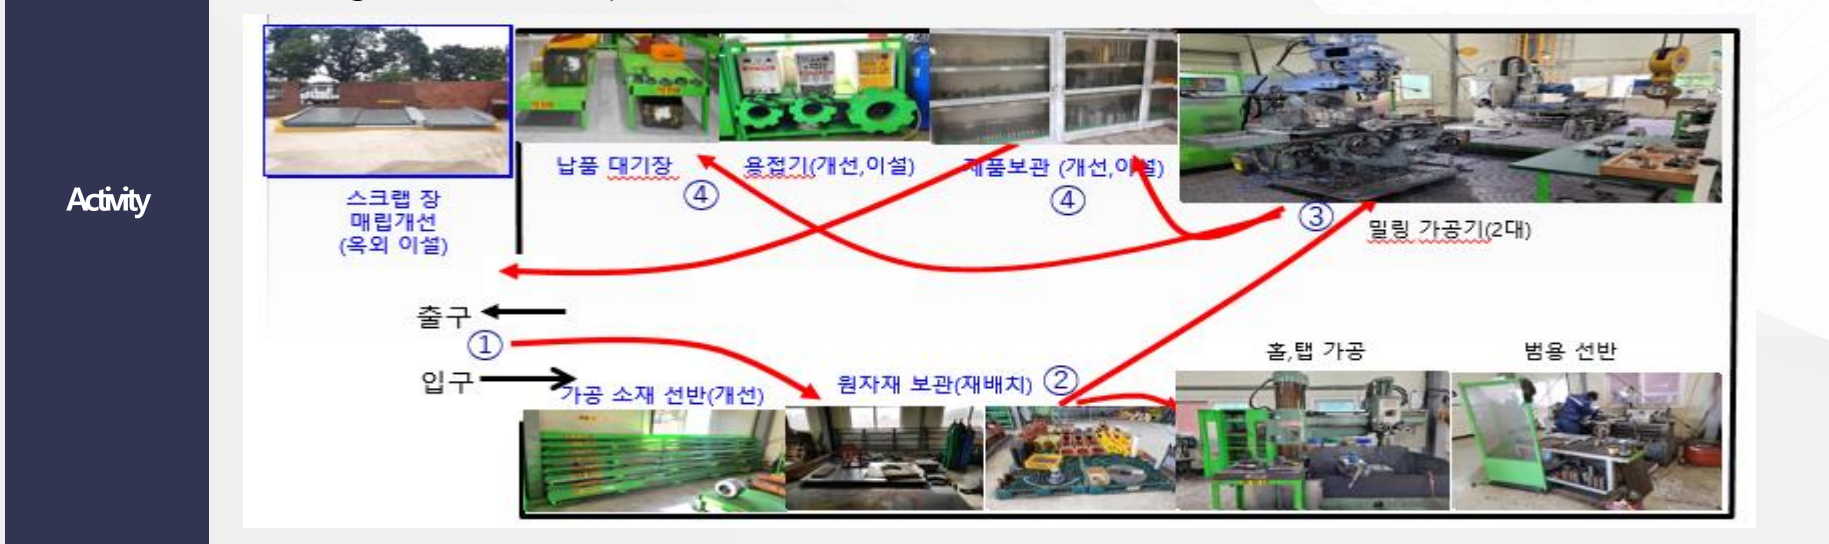 Activity
스크랩 장
매립개선
(옥외 이설)
납품 대기장
④
용접기(개선,이설)
제품보관 (개선,이설)
④
③
밀링 가공기(2대)
출구
①
입구
가공 소재 선반(개선)
원자재 보관(재배치)
②
홀,탭 가공
범용 선반